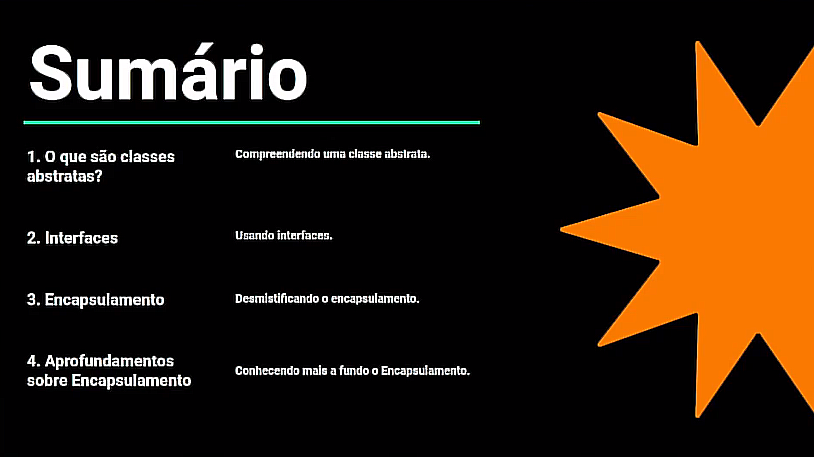 Sumário
1. O que são classes
abstratas?
Compreendendo uma classe abstrata.
2. Interfaces
Usando interfaces.
3. Encapsulamento
Desmistificando o encapsulamento.
4. Aprofundamentos
sobre Encapsulamento
Conhecendo mais a fundo o Encapsulamento.